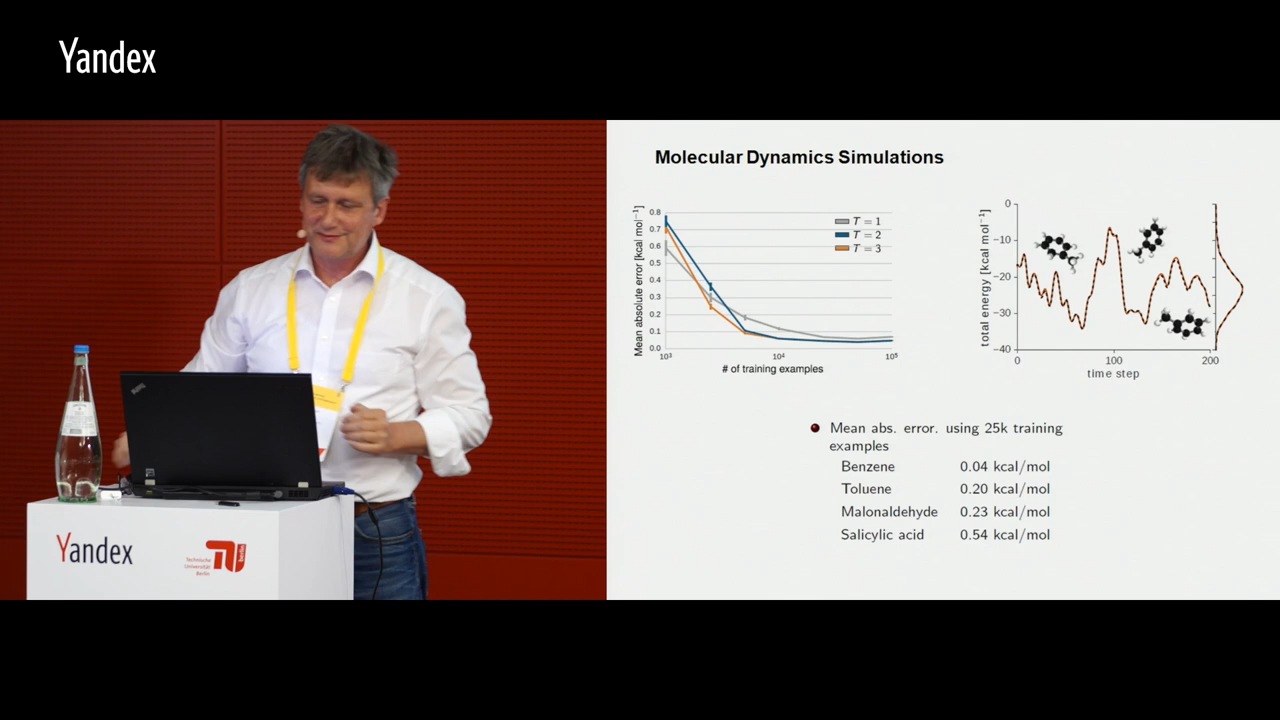 Yandex
Molecular Dynamics Simulations
Mean absolute error [kcal mol⁻¹]
0.8
0.7
0.6
0.5
0.4
0.3
0.2
0.1
0.0
T = 1
T = 2
T = 3
10³
10⁴
10⁵
# of training examples
total energy [kcal mol⁻¹]
0
−10
−20
−30
−40
0
100
200
time step
Mean abs. error. using 25k training
examples
Benzene 0.04 kcal/mol
Toluene 0.20 kcal/mol
Malonaldehyde 0.23 kcal/mol
Salicylic acid 0.54 kcal/mol
Yandex
Technische
Universität
Berlin
berlin